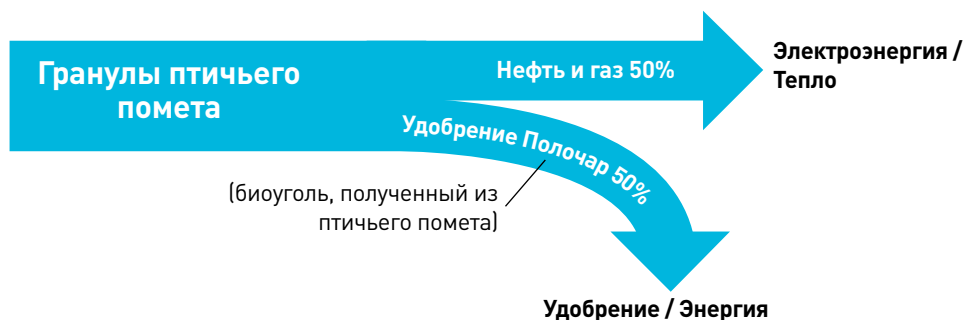 Гранулы птичьего
помета
Нефть и газ 50%
Электроэнергия /
Тепло
Удобрение Полочар 50%
(биоуголь, полученный из
птичьего помета)
Удобрение / Энергия